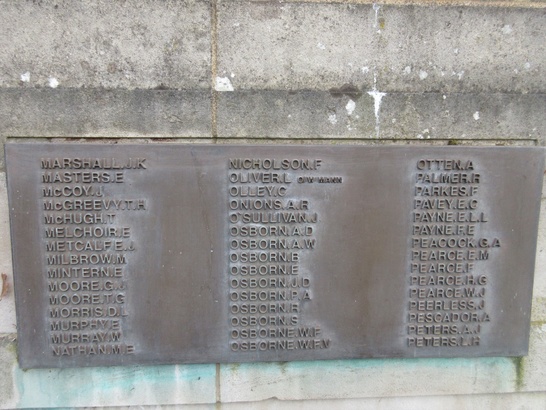 MARSHALL.J.K
MASTERS.E
McCOY.J
McGREEVY.T.H
McHUGH.T
MELCHOIR.E
METCALFE.J
MILBROW.M
MINTERN.E
MOORE.G.J
MOORE.T.G
MORRIS.D.L
MURPHY.E
MURRAY.W
NATHAN.M.E
NICHOLSON.F
OLIVER.L
OLLEY.C
ONIONS.A.R
O'SULLIVAN.J
OSBORN.A.D
OSBORN.A.W
OSBORN.B
OSBORN.E
OSBORN.J.D
OSBORN.P.A
OSBORN.R
OSBORN.S
OSBORNE.W.F
OSBORNE.W.F.V
OTTEN.A
PALMER.R
PARKES.F
PAVEY.E.C
PAYNE.E.L.L
PAYNE.F.E
PEACOCK.G.A
PEARCE.E.M
PEARCE.F
PEARCE.H.G
PEARCE.W.J
PEERLESS.J
PESCADOR.A
PETERS.A.J
PETERS.L.H